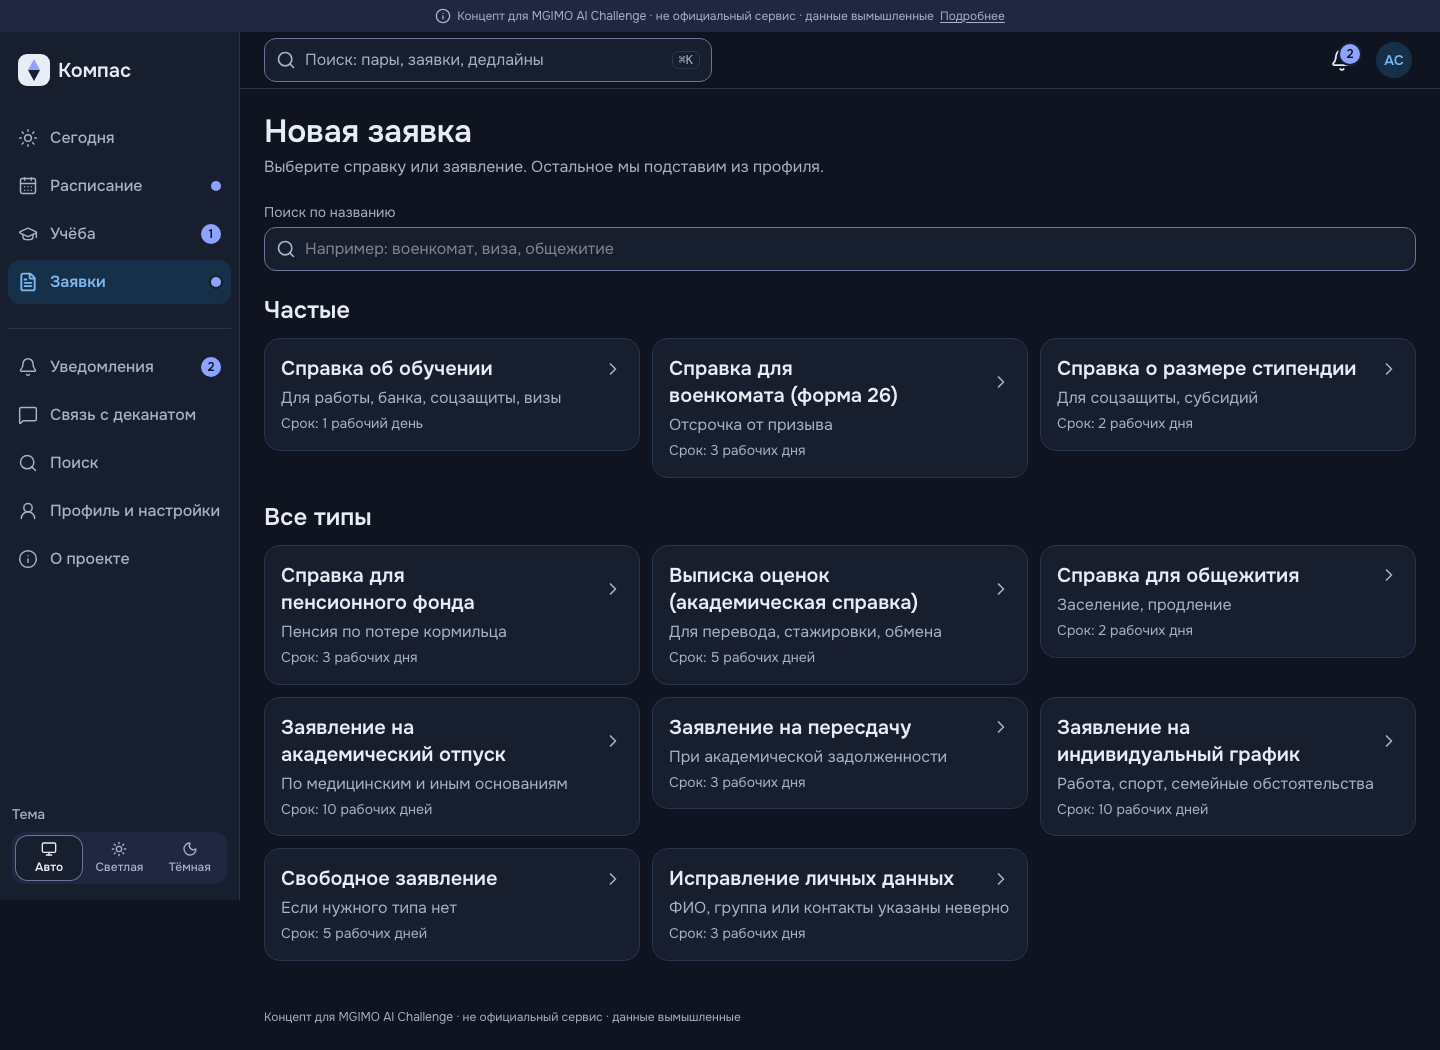 Концепт для MGIMO AI Challenge · не официальный сервис · данные вымышленные Подробнее
Компас
Поиск: пары, заявки, дедлайны
⌘K
2
АС
Сегодня
Расписание
Учёба
1
Заявки
Уведомления
2
Связь с деканатом
Поиск
Профиль и настройки
О проекте
Тема
Авто
Светлая
Тёмная
Новая заявка
Выберите справку или заявление. Остальное мы подставим из профиля.
Поиск по названию
Например: военкомат, виза, общежитие
Частые
Справка об обучении
Для работы, банка, соцзащиты, визы
Срок: 1 рабочий день
Справка для
военкомата (форма 26)
Отсрочка от призыва
Срок: 3 рабочих дня
Справка о размере стипендии
Для соцзащиты, субсидий
Срок: 2 рабочих дня
Все типы
Справка для
пенсионного фонда
Пенсия по потере кормильца
Срок: 3 рабочих дня
Выписка оценок
(академическая справка)
Для перевода, стажировки, обмена
Срок: 5 рабочих дней
Справка для общежития
Заселение, продление
Срок: 2 рабочих дня
Заявление на
академический отпуск
По медицинским и иным основаниям
Срок: 10 рабочих дней
Заявление на пересдачу
При академической задолженности
Срок: 3 рабочих дня
Заявление на
индивидуальный график
Работа, спорт, семейные обстоятельства
Срок: 10 рабочих дней
Свободное заявление
Если нужного типа нет
Срок: 5 рабочих дней
Исправление личных данных
ФИО, группа или контакты указаны неверно
Срок: 3 рабочих дня
Концепт для MGIMO AI Challenge · не официальный сервис · данные вымышленные